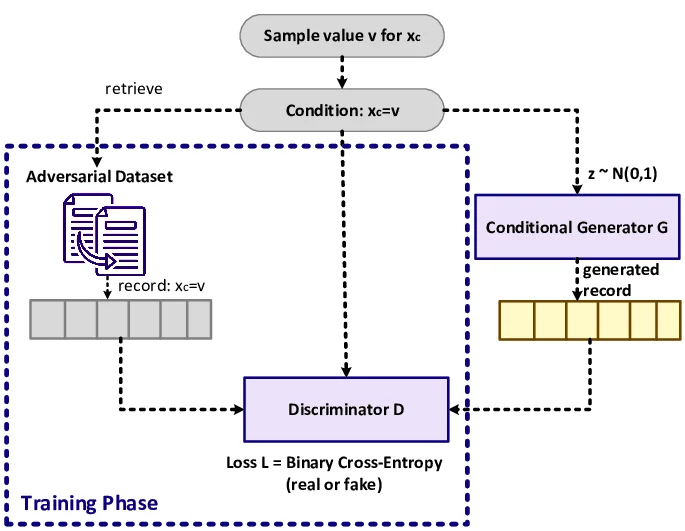 Sample value v for xc
retrieve
Condition: xc=v
Adversarial Dataset
z ~ N(0,1)
Conditional Generator G
record: xc=v
generated
record
Discriminator D
Loss L = Binary Cross-Entropy
(real or fake)
Training Phase